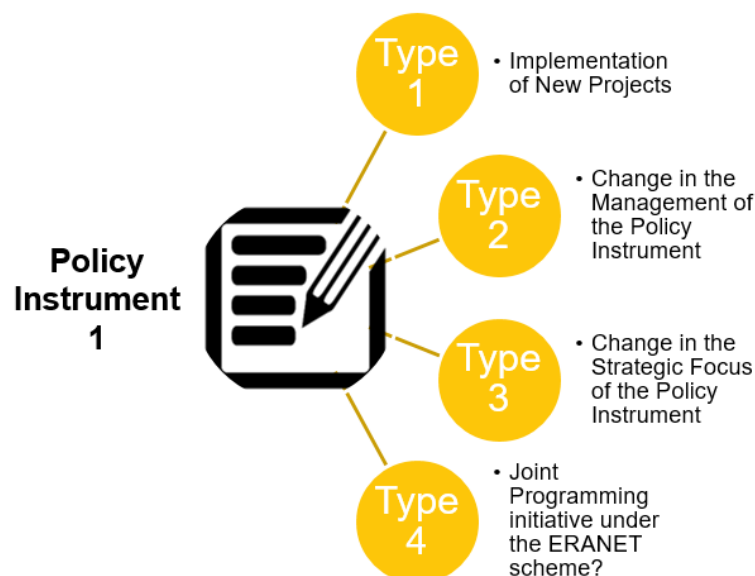 Type
1
• Implementation
of New Projects
Type
2
• Change in the
Management of
the Policy
Instrument
Policy
Instrument
1
Type
3
• Change in the
Strategic Focus
of the Policy
Instrument
Type
4
• Joint
Programming
initiative under
the ERANET
scheme?